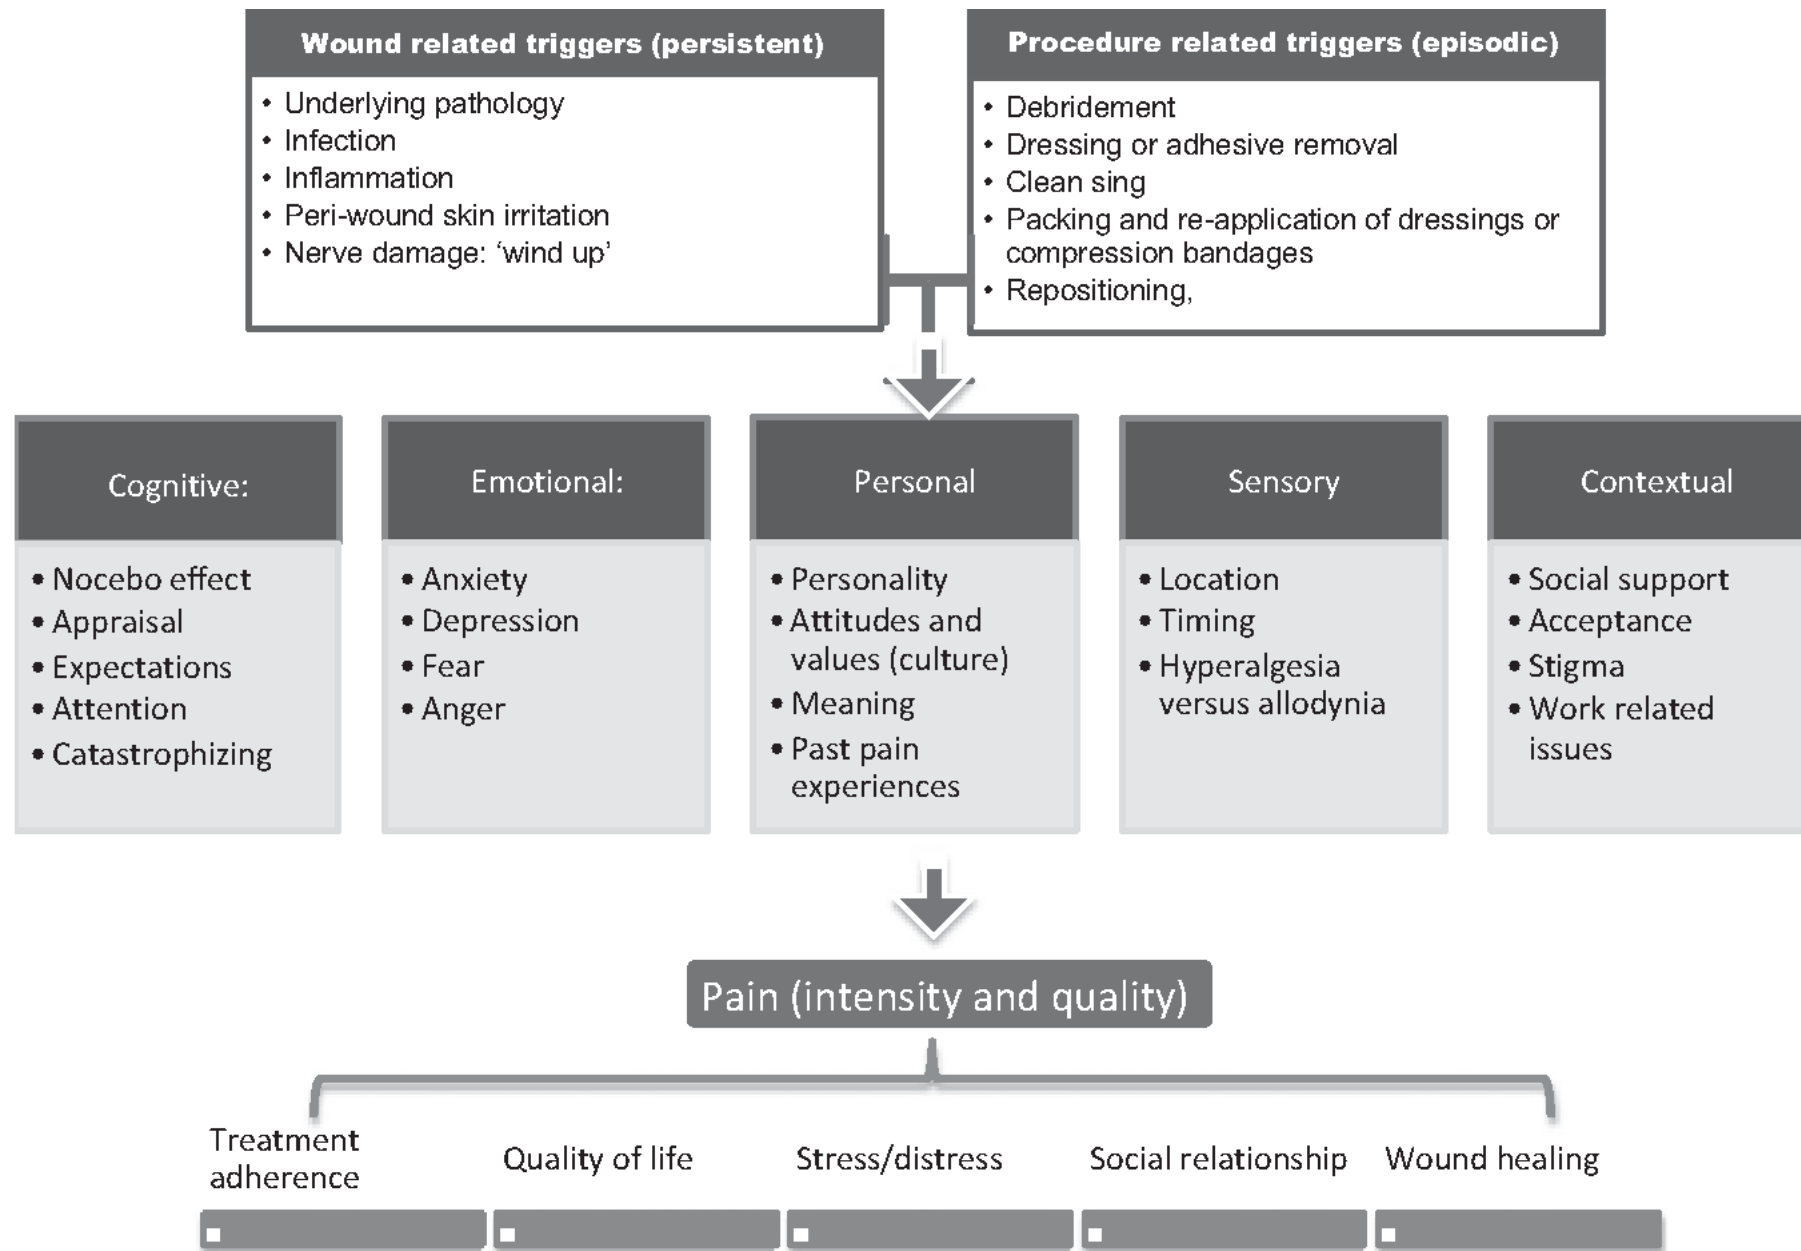 Wound related triggers (persistent)
• Underlying pathology
• Infection
• Inflammation
• Peri-wound skin irritation
• Nerve damage: ‘wind up’
Procedure related triggers (episodic)
• Debridement
• Dressing or adhesive removal
• Clean sing
• Packing and re-application of dressings or
compression bandages
• Repositioning,
Cognitive:
• Nocebo effect
• Appraisal
• Expectations
• Attention
• Catastrophizing
Emotional:
• Anxiety
• Depression
• Fear
• Anger
Personal
• Personality
• Attitudes and
values (culture)
• Meaning
• Past pain
experiences
Sensory
• Location
• Timing
• Hyperalgesia
versus allodynia
Contextual
• Social support
• Acceptance
• Stigma
• Work related
issues
Pain (intensity and quality)
Treatment
adherence
Quality of life
Stress/distress
Social relationship
Wound healing